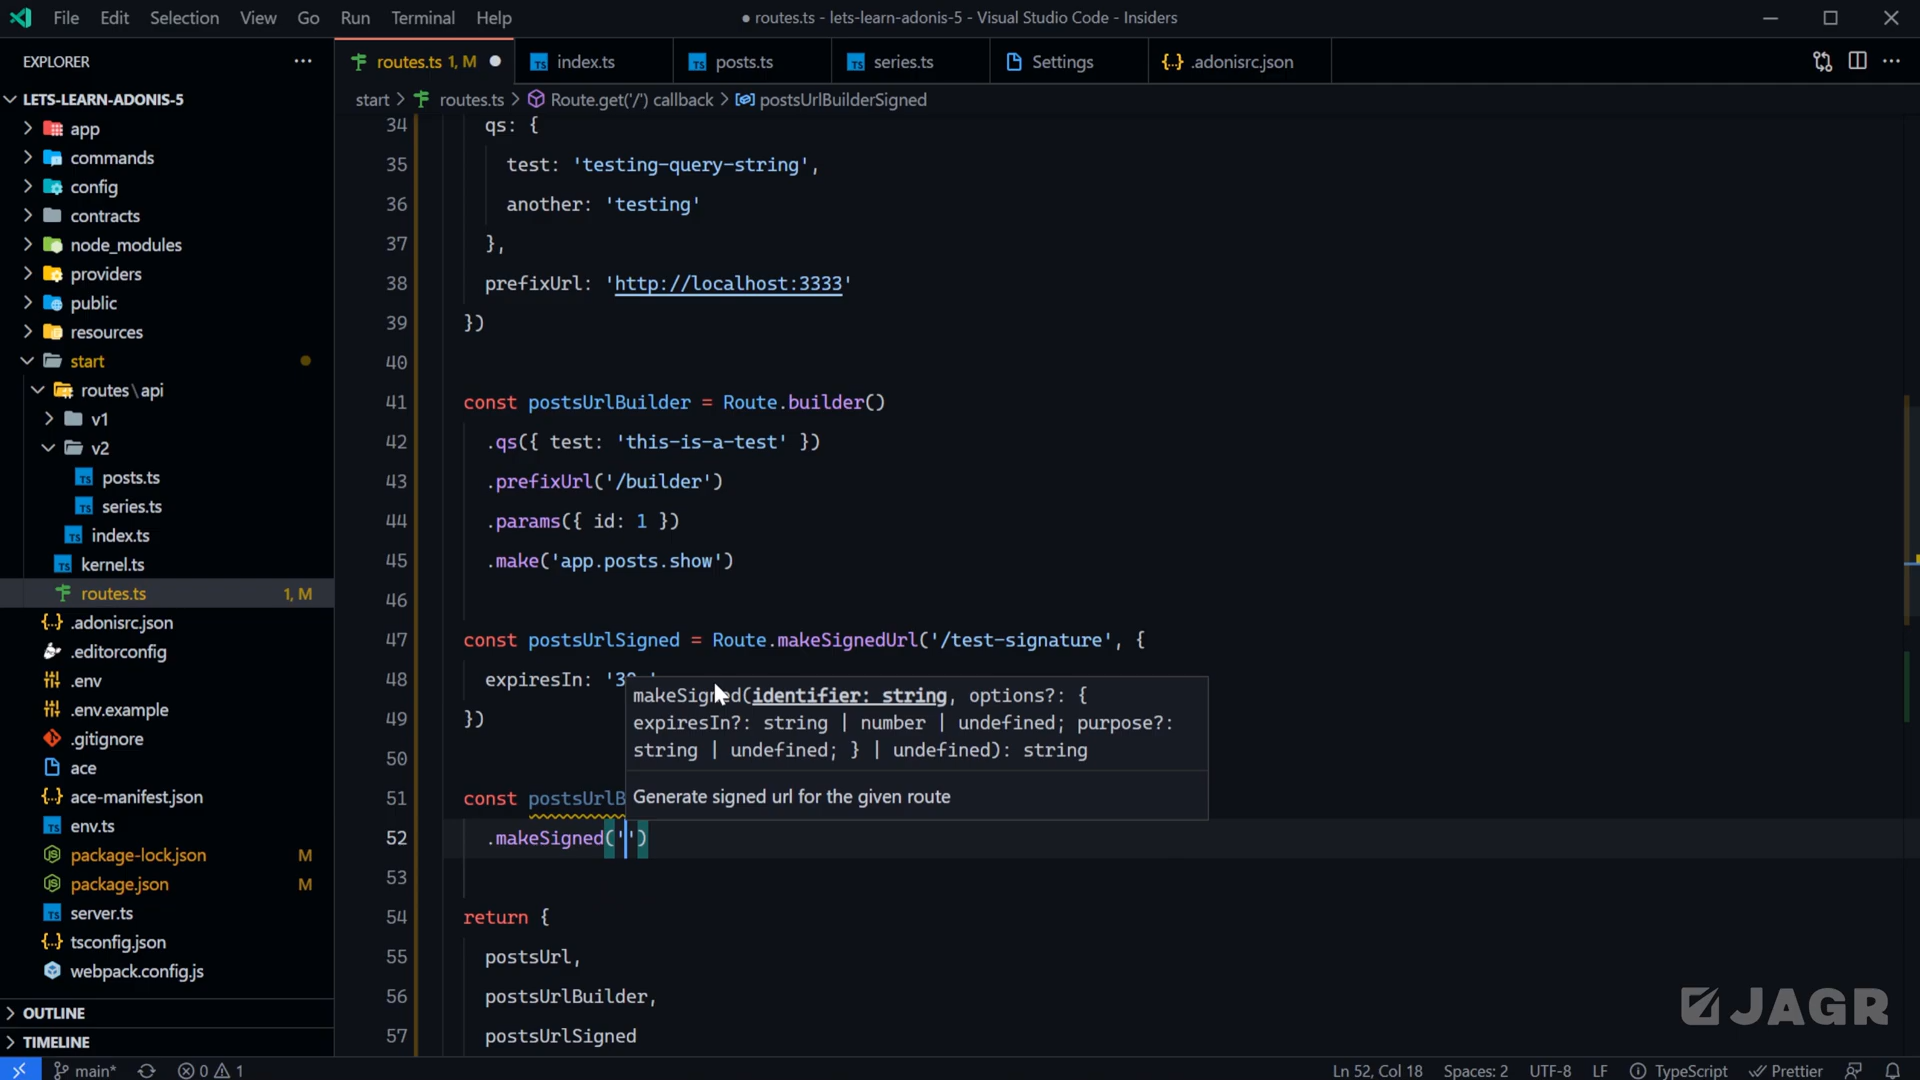 File Edit Selection View Go Run Terminal Help
● routes.ts - lets-learn-adonis-5 - Visual Studio Code - Insiders
EXPLORER
routes.ts 1, M
index.ts
posts.ts
series.ts
Settings
.adonisrc.json
LETS-LEARN-ADONIS-5
app
commands
config
contracts
node_modules
providers
public
resources
start
routes\api
v1
v2
posts.ts
series.ts
index.ts
kernel.ts
routes.ts 1, M
.adonisrc.json
.editorconfig
.env
.env.example
.gitignore
ace
ace-manifest.json
env.ts
package-lock.json M
package.json M
server.ts
tsconfig.json
webpack.config.js
OUTLINE
TIMELINE
start > routes.ts > Route.get('/') callback > postsUrlBuilderSigned
34 qs: {
35 test: 'testing-query-string',
36 another: 'testing'
37 },
38 prefixUrl: 'http://localhost:3333'
39 })
40
41 const postsUrlBuilder = Route.builder()
42 .qs({ test: 'this-is-a-test' })
43 .prefixUrl('/builder')
44 .params({ id: 1 })
45 .make('app.posts.show')
46
47 const postsUrlSigned = Route.makeSignedUrl('/test-signature', {
48 expiresIn: '
49 })
50
51 const postsUrlB
52 .makeSigned('')
53
54 return {
55 postsUrl,
56 postsUrlBuilder,
57 postsUrlSigned
makeSigned(identifier: string, options?: {
expiresIn?: string | number | undefined; purpose?:
string | undefined; } | undefined): string
Generate signed url for the given route
JAGR
main* 0 1
Ln 52, Col 18 Spaces: 2 UTF-8 LF TypeScript Prettier